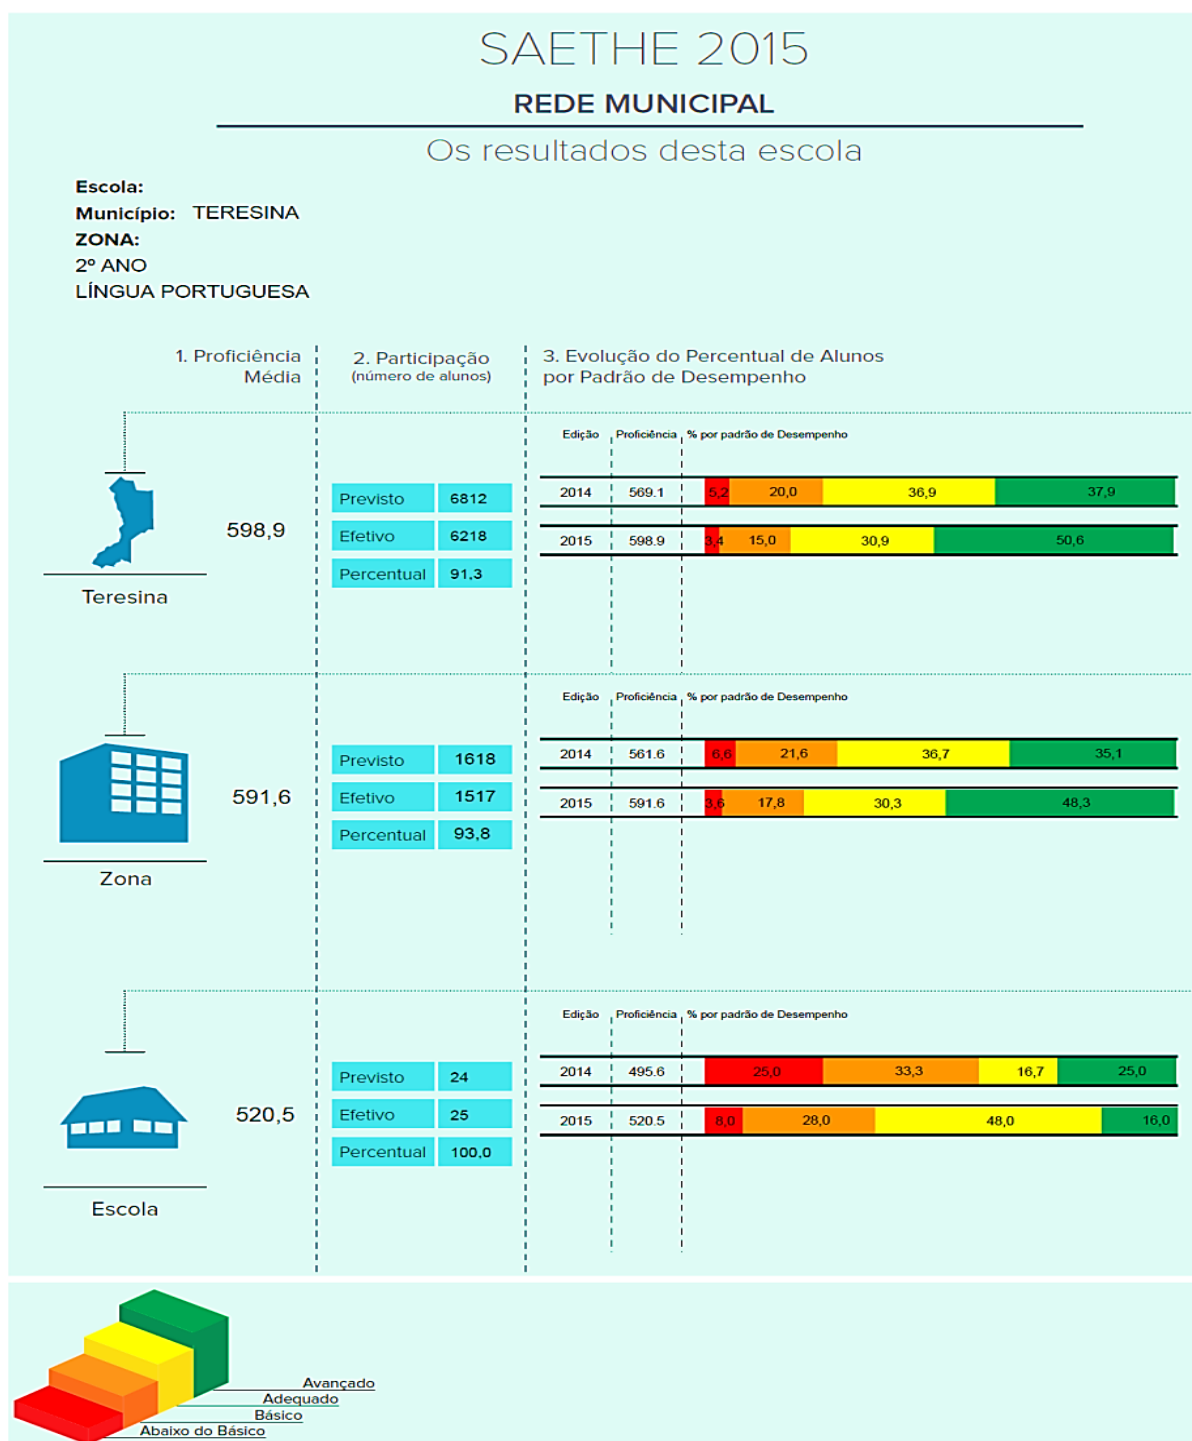 SAETHE 2015
REDE MUNICIPAL
Os resultados desta escola
Escola:
Município: TERESINA
ZONA:
2º ANO
LÍNGUA PORTUGUESA
1. Proficiência
Média
2. Participação
(número de alunos)
3. Evolução do Percentual de Alunos
por Padrão de Desempenho
Teresina
598,9
Previsto 6812
Efetivo 6218
Percentual 91,3
Edição Proficiência % por padrão de Desempenho
2014 569.1 5,2 20,0 36,9 37,9
2015 598.9 3,4 15,0 30,9 50,6
Zona
591,6
Previsto 1618
Efetivo 1517
Percentual 93,8
Edição Proficiência % por padrão de Desempenho
2014 561.6 6,6 21,6 36,7 35,1
2015 591.6 3,6 17,8 30,3 48,3
Escola
520,5
Previsto 24
Efetivo 25
Percentual 100,0
Edição Proficiência % por padrão de Desempenho
2014 495.6 25,0 33,3 16,7 25,0
2015 520.5 8,0 28,0 48,0 16,0
Avançado
Adequado
Básico
Abaixo do Básico